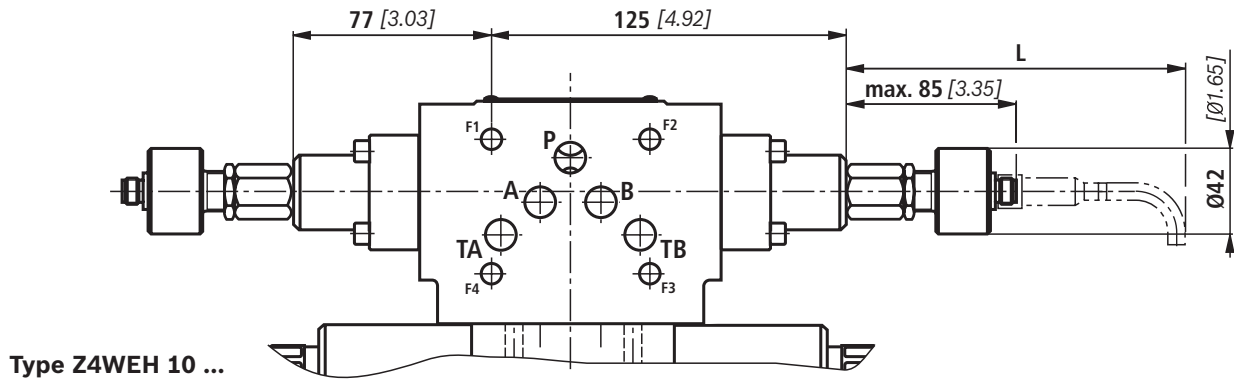 77 [3.03]
125 [4.92]
L
max. 85 [3.35]
[Ø1.65]
Ø42
F1
F2
P
A
B
TA
TB
F4
F3
Type Z4WEH 10 ...